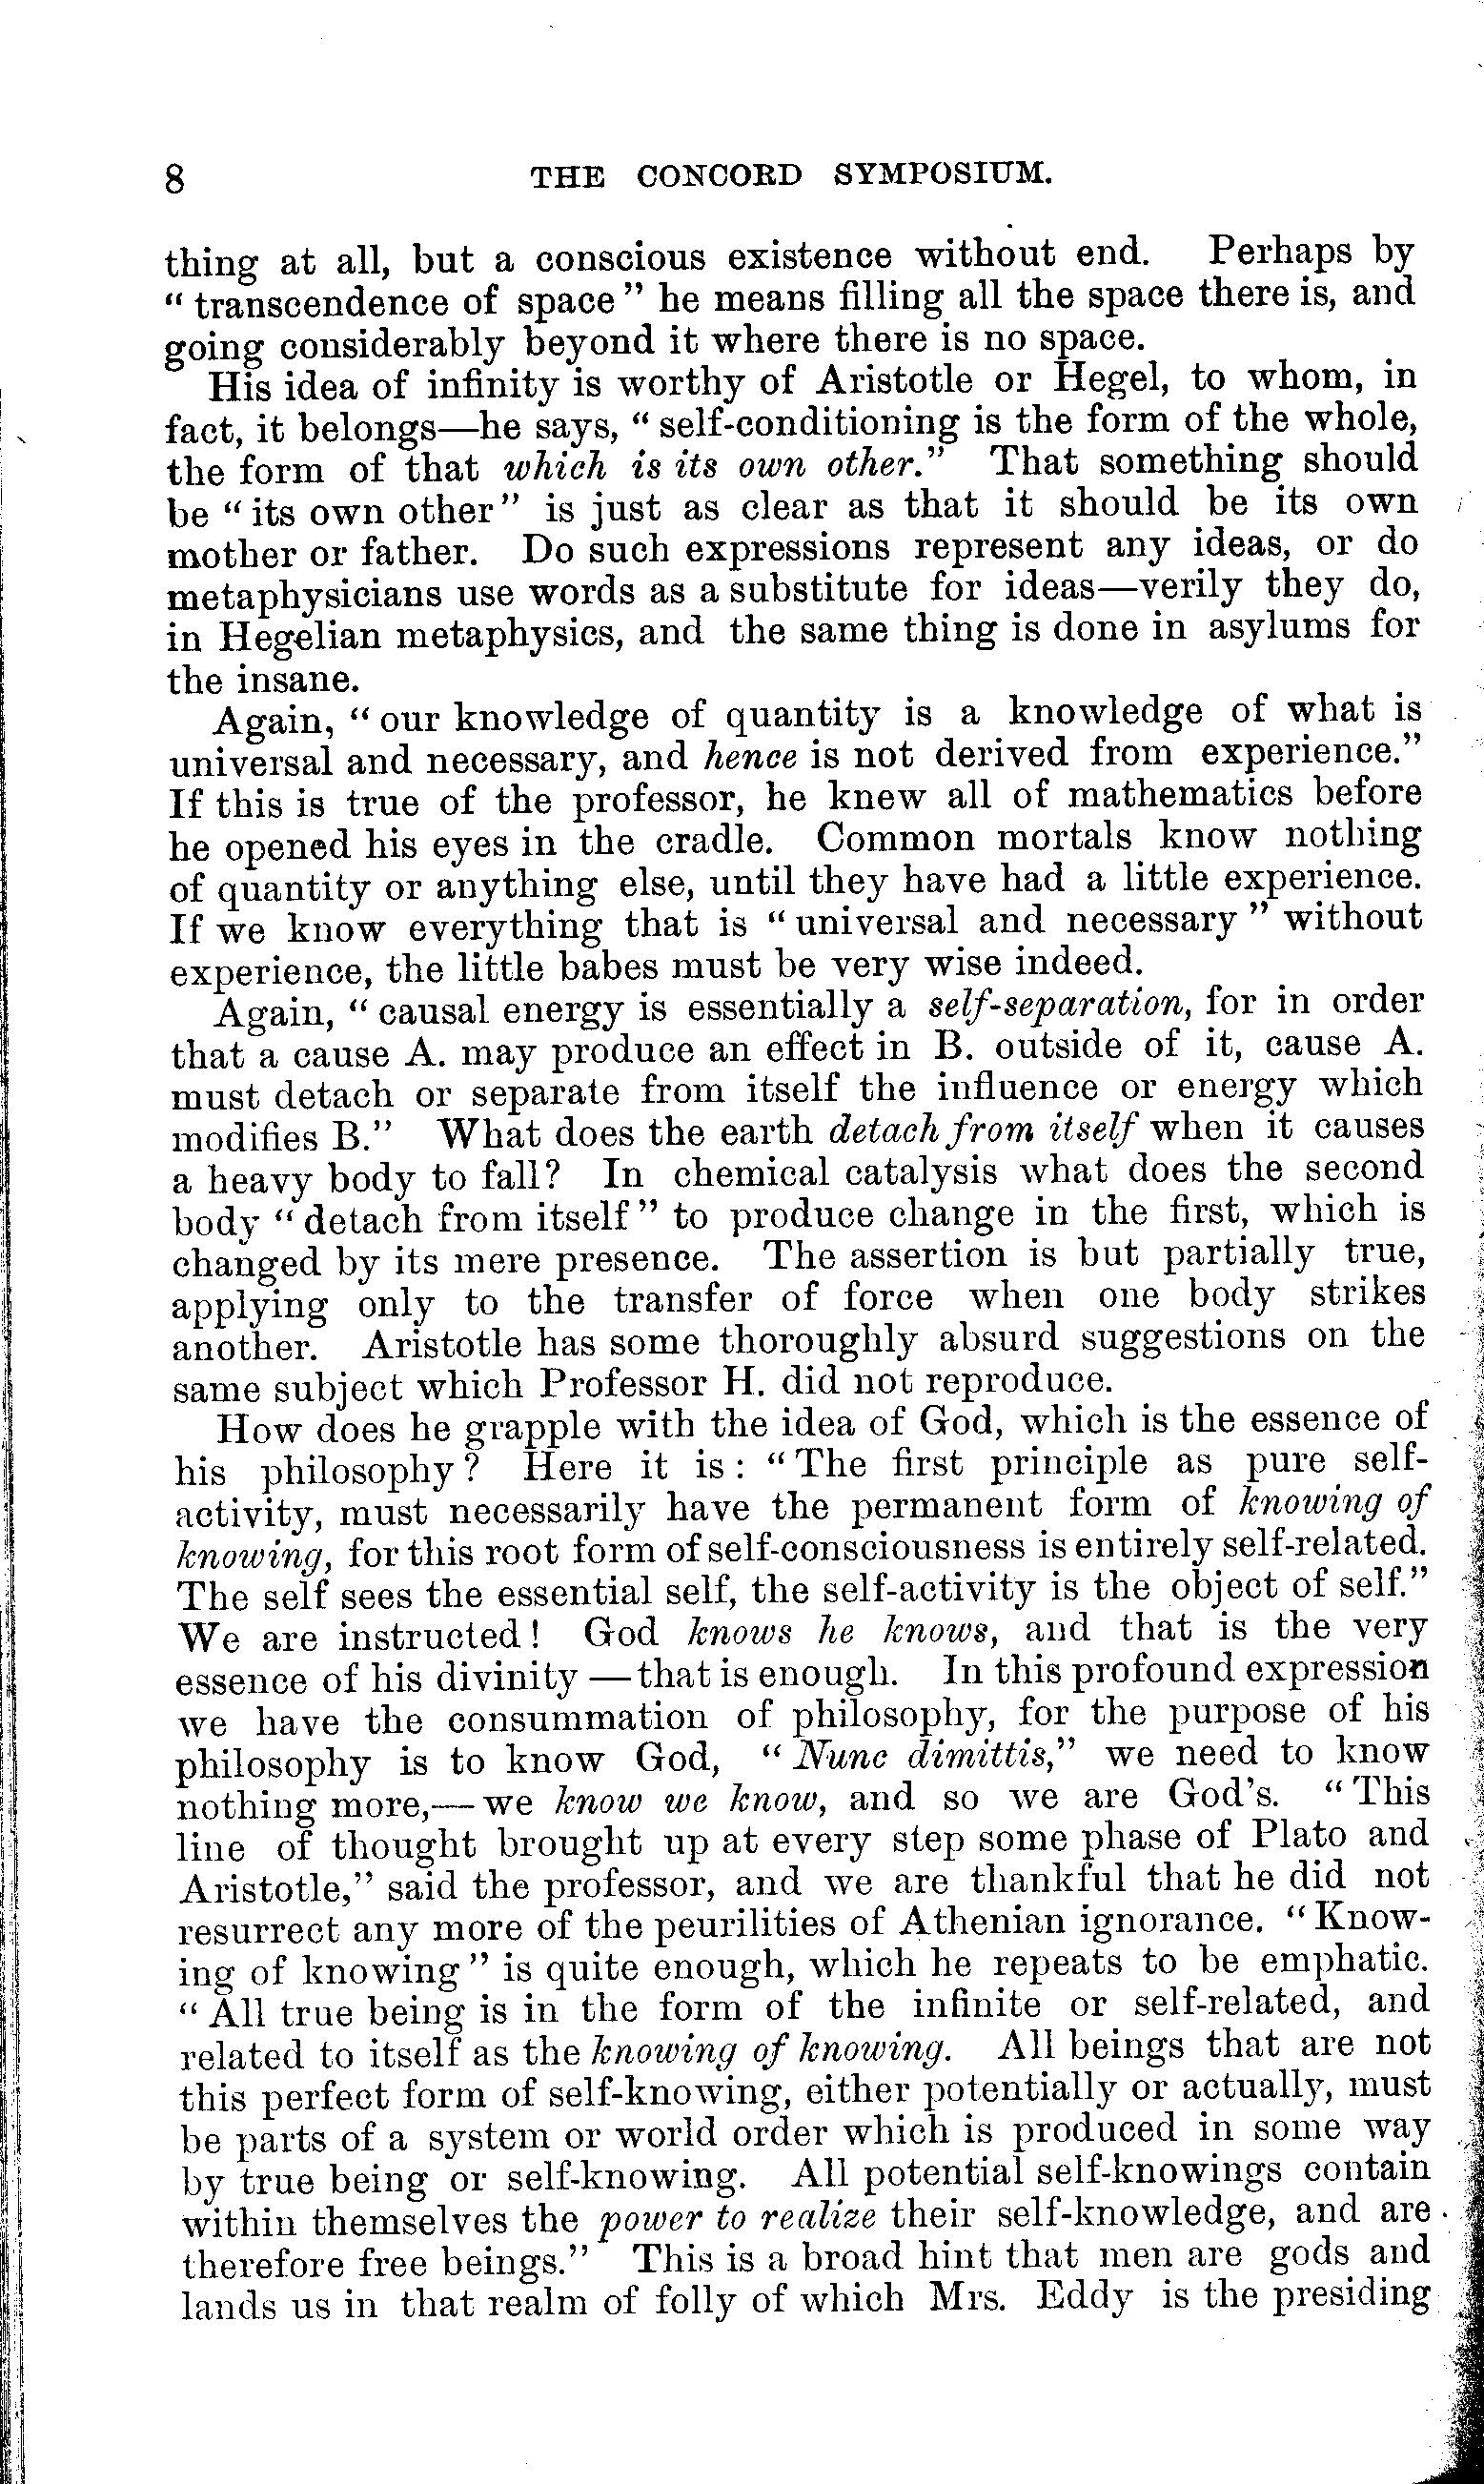 8 THE CONCORD SYMPOSIUM.
thing at all, but a conscious existence without end. Perhaps by
“transcendence of space” he means filling all the space there is, and
going considerably beyond it where there is no space.
His idea of infinity is worthy of Aristotle or Hegel, to whom, in
fact, it belongs—he says, “self-conditioning is the form of the whole,
the form of that which is its own other.” That something should
be “its own other” is just as clear as that it should be its own
mother or father. Do such expressions represent any ideas, or do
metaphysicians use words as a substitute for ideas—verily they do,
in Hegelian metaphysics, and the same thing is done in asylums for
the insane.
Again, “our knowledge of quantity is a knowledge of what is
universal and necessary, and hence is not derived from experience.”
If this is true of the professor, he knew all of mathematics before
he opened his eyes in the cradle. Common mortals know nothing
of quantity or anything else, until they have had a little experience.
If we know everything that is “universal and necessary” without
experience, the little babes must be very wise indeed.
Again, “causal energy is essentially a self-separation, for in order
that a cause A. may produce an effect in B. outside of it, cause A.
must detach or separate from itself the influence or energy which
modifies B.” What does the earth detach from itself when it causes
a heavy body to fall? In chemical catalysis what does the second
body “detach from itself” to produce change in the first, which is
changed by its mere presence. The assertion is but partially true,
applying only to the transfer of force when one body strikes
another. Aristotle has some thoroughly absurd suggestions on the
same subject which Professor H. did not reproduce.
How does he grapple with the idea of God, which is the essence of
his philosophy? Here it is: “The first principle as pure self-
activity, must necessarily have the permanent form of knowing of
knowing, for this root form of self-consciousness is entirely self-related.
The self sees the essential self, the self-activity is the object of self.”
We are instructed! God knows he knows, and that is the very
essence of his divinity —that is enough. In this profound expression
we have the consummation of philosophy, for the purpose of his
philosophy is to know God, “Nunc dimittis,” we need to know
nothing more,—we know we know, and so we are God's. “This
line of thought brought up at every step some phase of Plato and
Aristotle,” said the professor, and we are thankful that he did not
resurrect any more of the peurilities of Athenian ignorance. “Know-
ing of knowing” is quite enough, which he repeats to be emphatic.
“All true being is in the form of the infinite or self-related, and
related to itself as the knowing of knowing. All beings that are not
this perfect form of self-knowing, either potentially or actually, must
be parts of a system or world order which is produced in some way
by true being or self-knowing. All potential self-knowings contain
within themselves the power to realize their self-knowledge, and are
therefore free beings.” This is a broad hint that men are gods and
lands us in that realm of folly of which Mrs. Eddy is the presiding